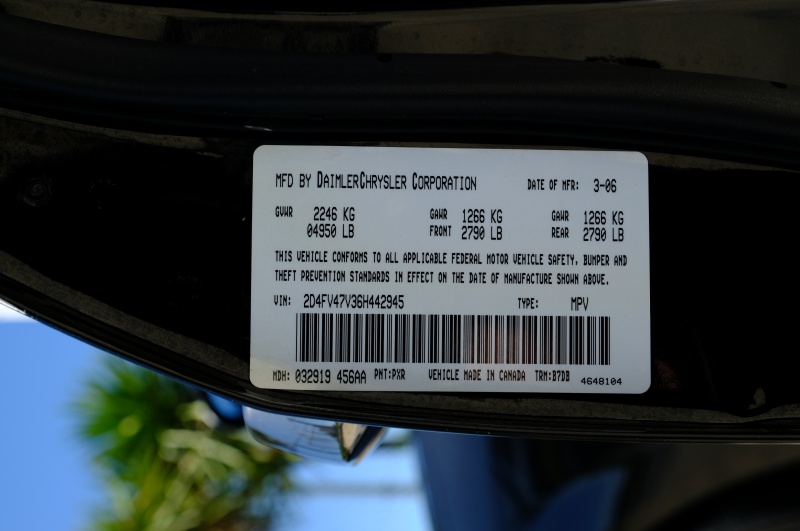 MFD BY DAIMLERCHRYSLER CORPORATION DATE OF MFR: 3-06
GVWR 2246 KG GAWR 1266 KG GAWR 1266 KG
04950 LB FRONT 2790 LB REAR 2790 LB
THIS VEHICLE CONFORMS TO ALL APPLICABLE FEDERAL MOTOR VEHICLE SAFETY, BUMPER AND
THEFT PREVENTION STANDARDS IN EFFECT ON THE DATE OF MANUFACTURE SHOWN ABOVE.
VIN: 2D4FV47V36H442945 TYPE: MPV
MDH: 032919 456AA PNT:PXR VEHICLE MADE IN CANADA TRM:B7DB 4648104